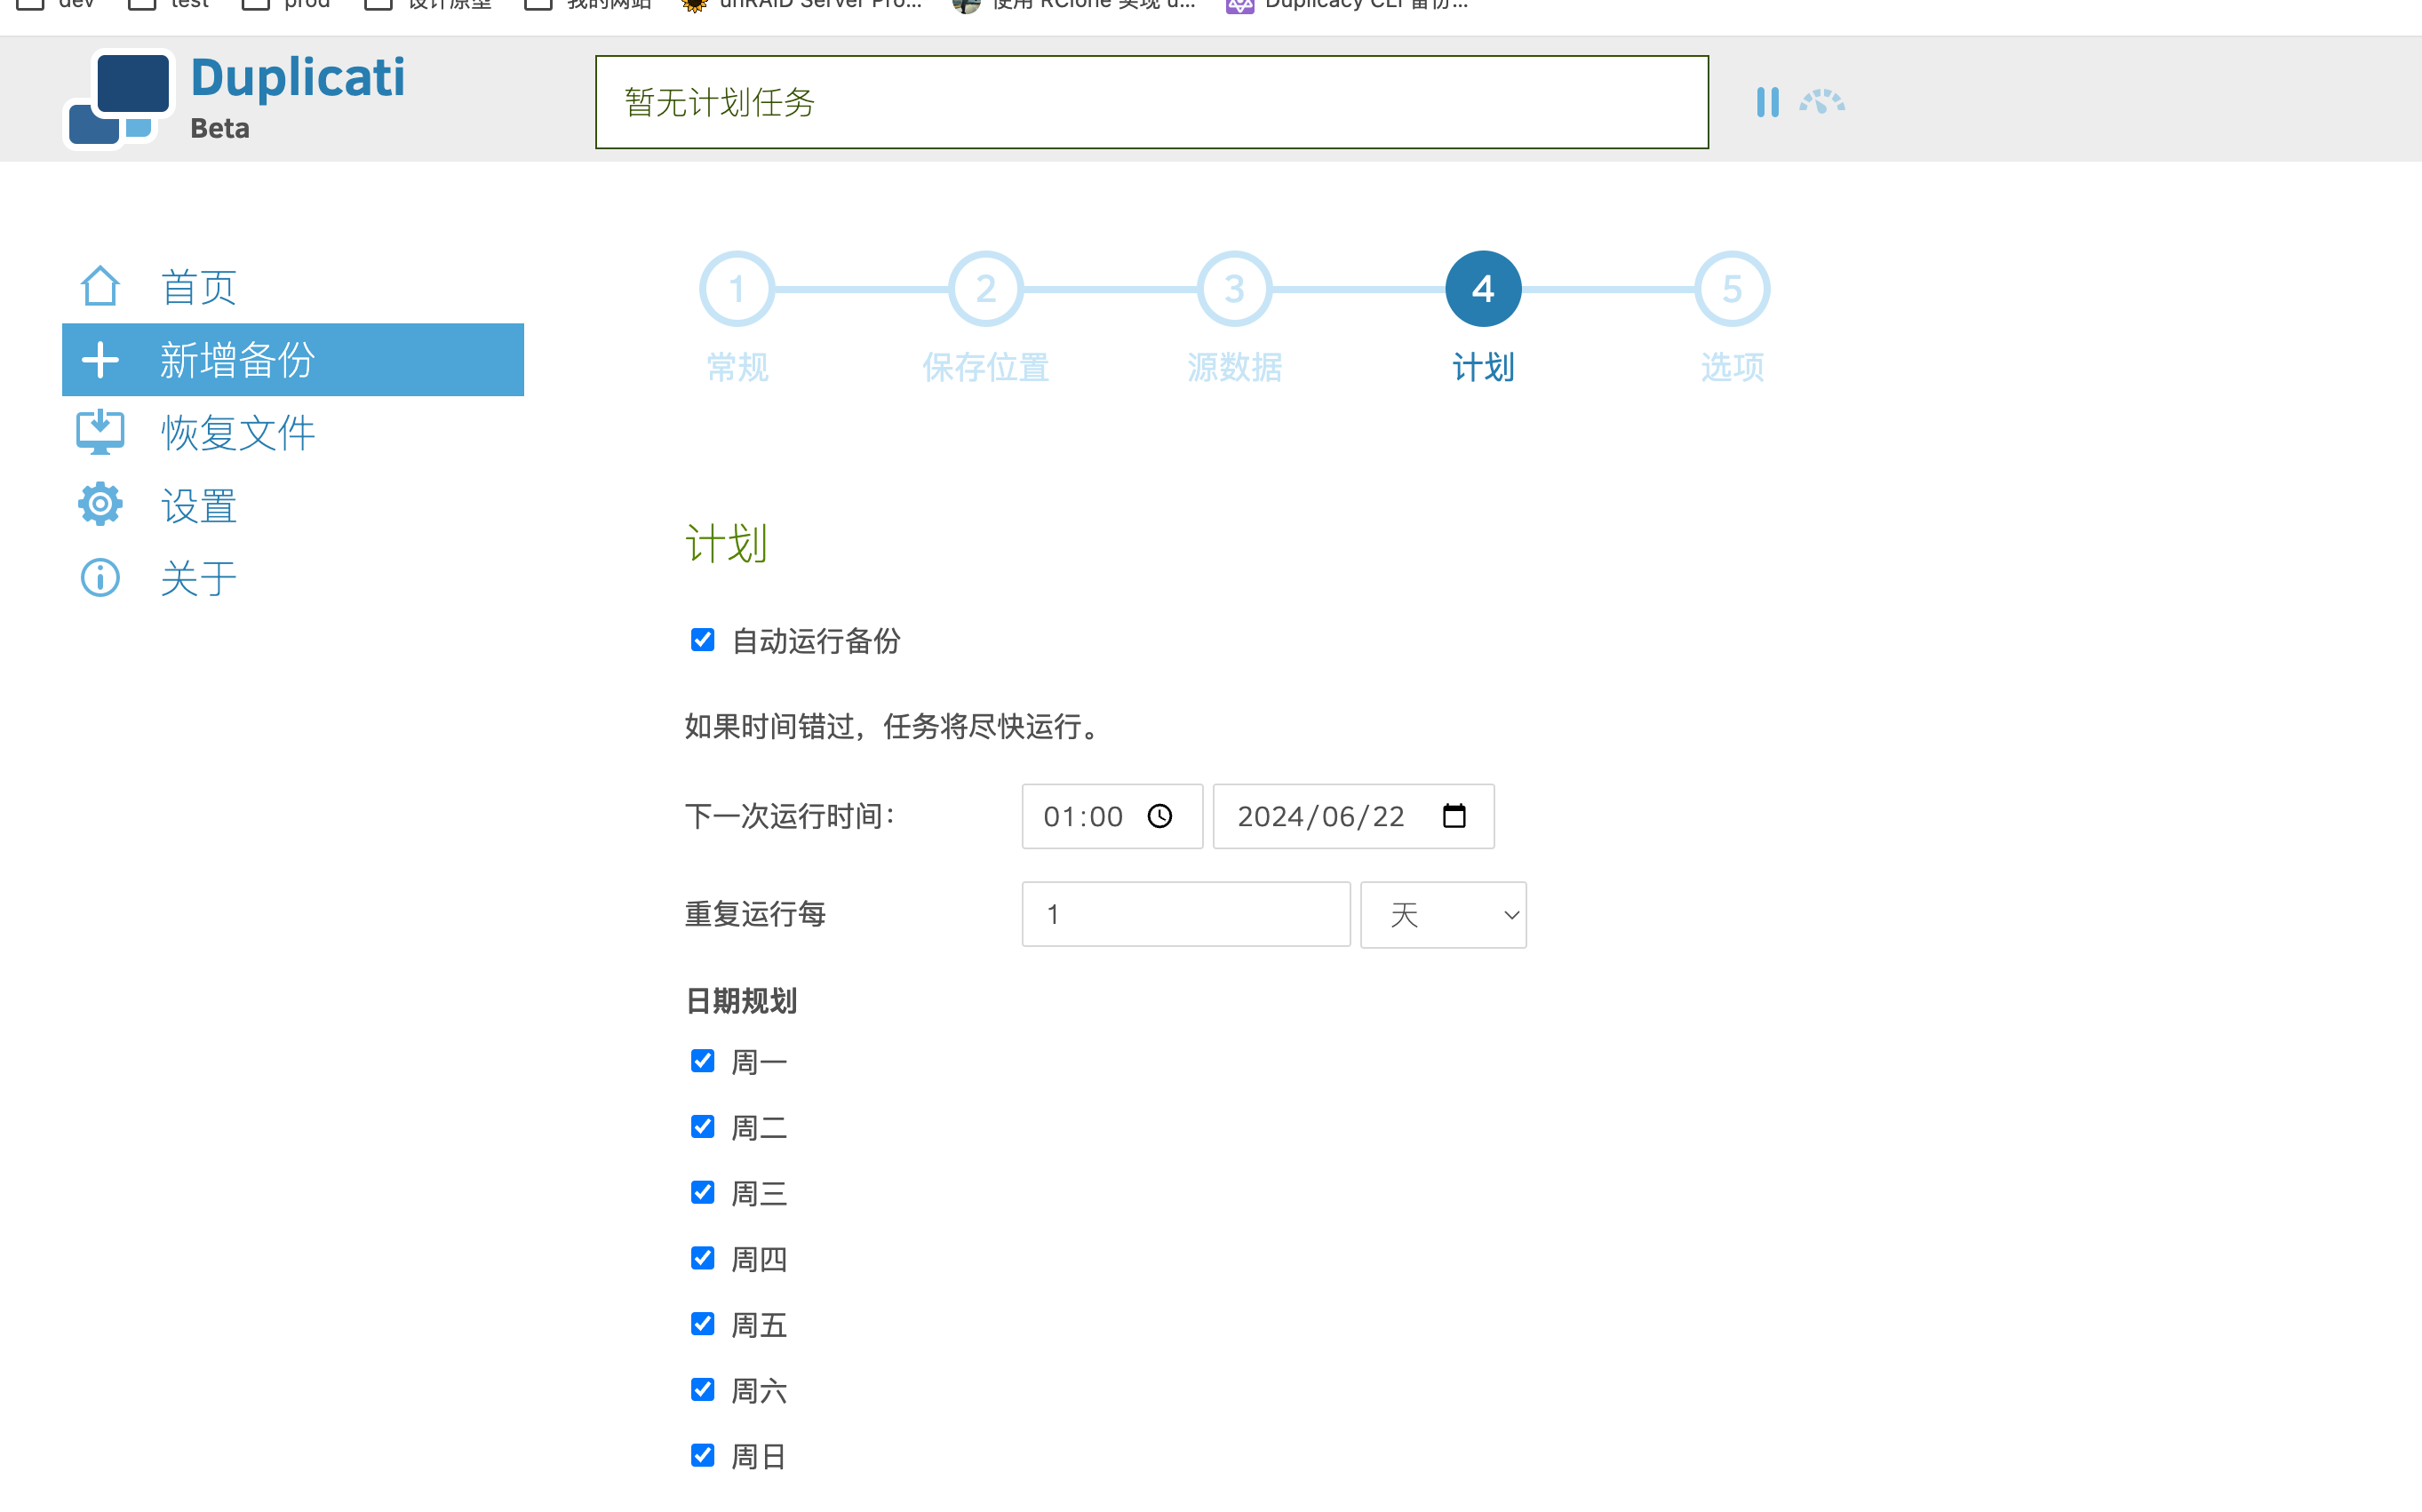 dev test prod 设计原型 我的网站 unRAID Server Pro... 使用 RClone 实现 u... Duplicacy CLI 备份...
Duplicati
Beta
暂无计划任务
1 2 3 4 5
常规 保存位置 源数据 计划 选项
首页
新增备份
恢复文件
设置
关于
计划
自动运行备份
如果时间错过，任务将尽快运行。
下一次运行时间： 01:00 2024/06/22
重复运行每 1 天
日期规划
周一
周二
周三
周四
周五
周六
周日